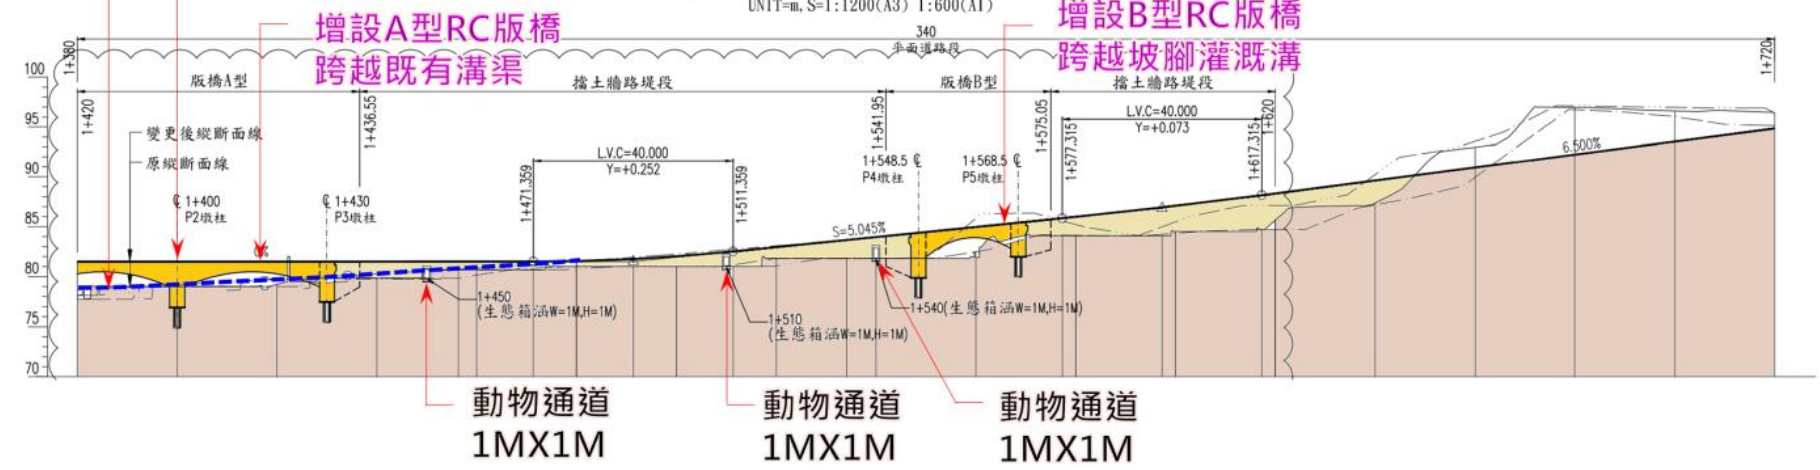 UNIT=m, S=1:1200(A3) 1:600(A1)
增設A型RC版橋
跨越既有溝渠
增設B型RC版橋
跨越坡腳灌溉溝
340
平面道路段
1+380
1+720
100
95
90
85
80
75
70
版橋A型
擋土牆路堤段
版橋B型
擋土牆路堤段
1+420
1+436.55
1+541.95
1+575.05
1+620
變更後縱斷面線
原縱斷面線
L.V.C=40.000
Y=+0.252
1+471.359
1+511.359
L.V.C=40.000
Y=+0.073
1+577.315
1+617.315
℄ 1+400
P2墩柱
℄ 1+430
P3墩柱
1+548.5 ℄
P4墩柱
1+568.5 ℄
P5墩柱
S=5.045%
6.500%
1+450
(生態箱涵W=1M,H=1M)
1+510
(生態箱涵W=1M,H=1M)
1+540(生態箱涵W=1M,H=1M)
動物通道
1MX1M
動物通道
1MX1M
動物通道
1MX1M